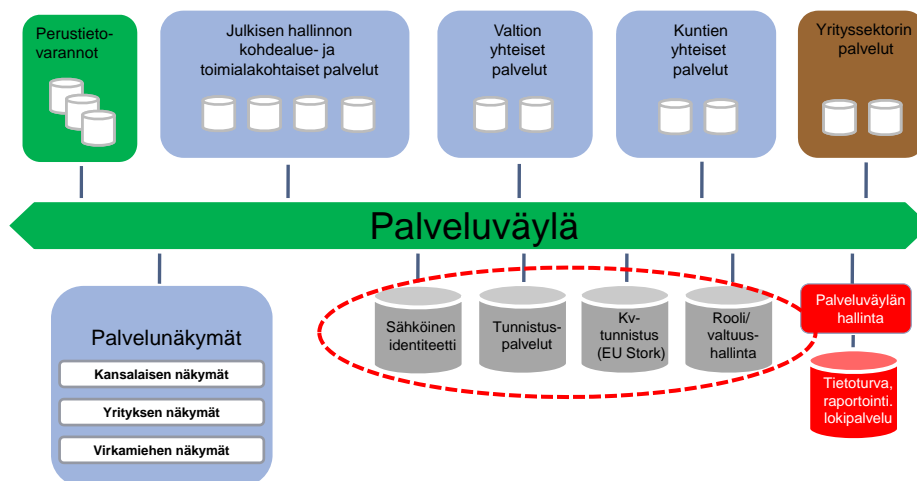 Perustieto-
varannot
Julkisen hallinnon
kohdealue- ja
toimialakohtaiset palvelut
Valtion
yhteiset
palvelut
Kuntien
yhteiset
palvelut
Yrityssektorin
palvelut
Palveluväylä
Palvelunäkymät
Kansalaisen näkymät
Yrityksen näkymät
Virkamiehen näkymät
Sähköinen
identiteetti
Tunnistus-
palvelut
Kv-
tunnistus
(EU Stork)
Rooli/
valtuus-
hallinta
Palveluväylän
hallinta
Tietoturva,
raportointi.
lokipalvelu